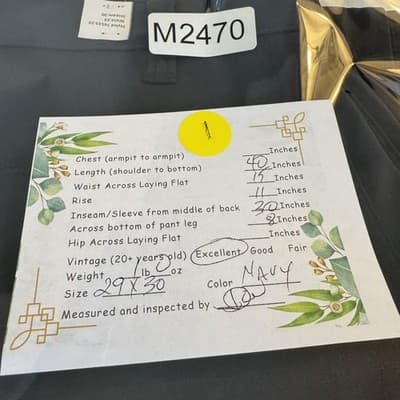 M2470
1
Chest (armpit to armpit) Inches
Length (shoulder to bottom) 40 Inches
Waist Across Laying Flat 15 Inches
Rise 11 Inches
Inseam/Sleeve from middle of back 30 Inches
Across bottom of pant leg 8 Inches
Hip Across Laying Flat Inches
Vintage (20+ years old) Excellent Good Fair
Weight 1 lb 0 oz
Size 29 x 30 Color NAVY
Measured and inspected by